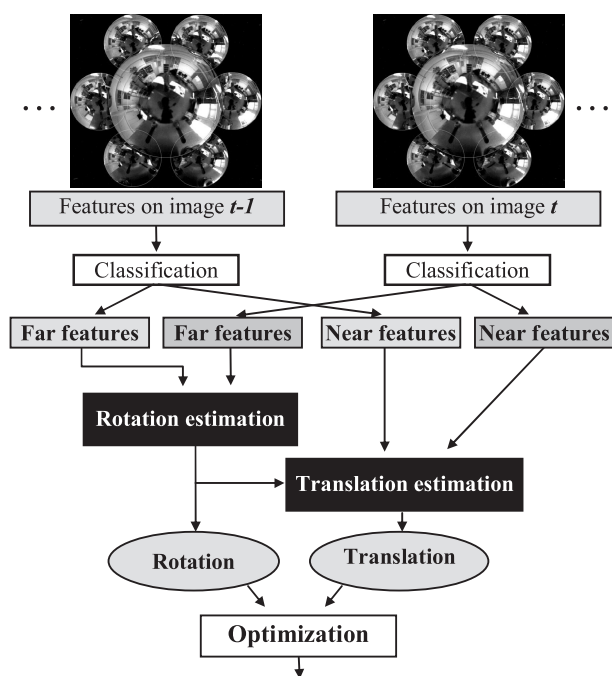 ... ...
Features on image t-1 Features on image t
Classification Classification
Far features Far features Near features Near features
Rotation estimation
Translation estimation
Rotation Translation
Optimization